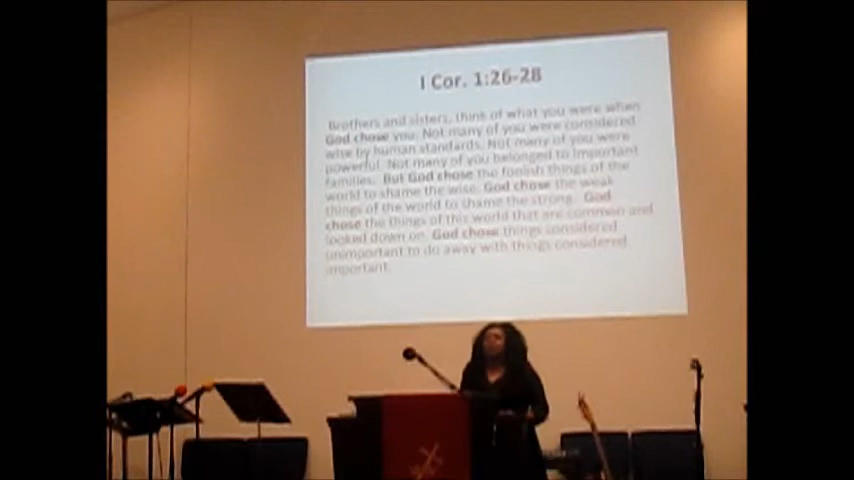 I Cor. 1:26-28
Brothers and sisters, think of what you were when
God chose you. Not many of you were considered
wise by human standards. Not many of you were
powerful. Not many of you belonged to important
families. But God chose the foolish things of the
world to shame the wise. God chose the weak
things of the world to shame the strong. God
chose the things of this world that are common and
looked down on. God chose things considered
unimportant to do away with things considered
important.